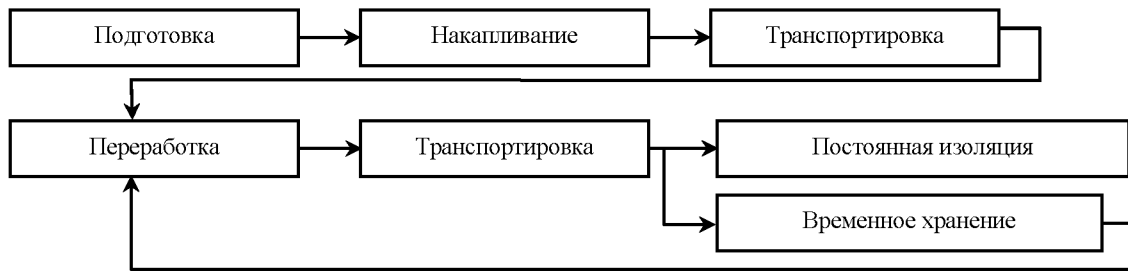 Подготовка
Накапливание
Транспортировка
Переработка
Транспортировка
Постоянная изоляция
Временное хранение